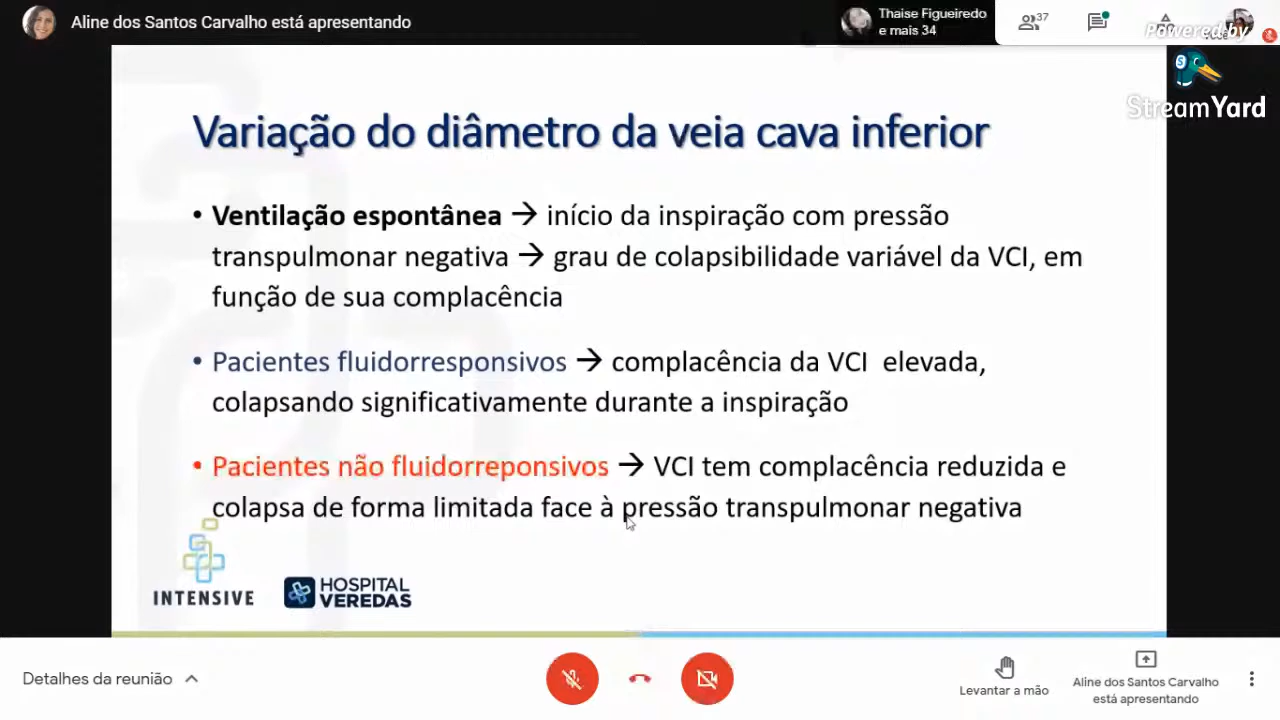 Aline dos Santos Carvalho está apresentando
Thaise Figueiredo
e mais 34
37
Powered by
StreamYard
Variação do diâmetro da veia cava inferior
• Ventilação espontânea → início da inspiração com pressão
transpulmonar negativa → grau de colapsibilidade variável da VCI, em
função de sua complacência
• Pacientes fluidorresponsivos → complacência da VCI elevada,
colapsando significativamente durante a inspiração
• Pacientes não fluidorreponsivos → VCI tem complacência reduzida e
colapsa de forma limitada face à pressão transpulmonar negativa
INTENSIVE
HOSPITAL
VEREDAS
Detalhes da reunião
Levantar a mão
Aline dos Santos Carvalho
está apresentando